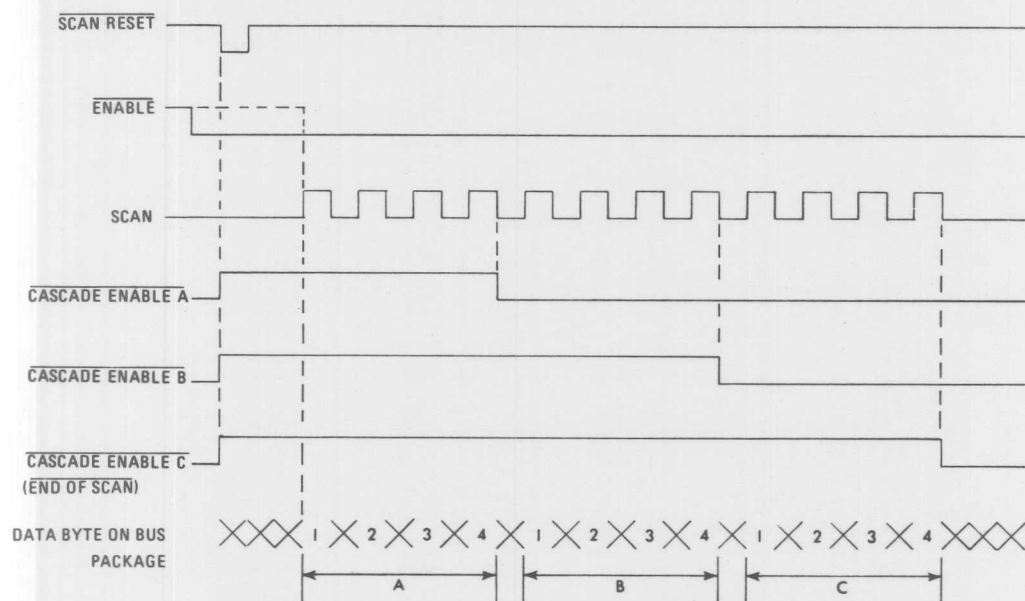 SCAN RESET
ENABLE
SCAN
CASCADE ENABLE A
CASCADE ENABLE B
CASCADE ENABLE C
(END OF SCAN)
DATA BYTE ON BUS 1 2 3 4 1 2 3 4 1 2 3 4
PACKAGE
A B C